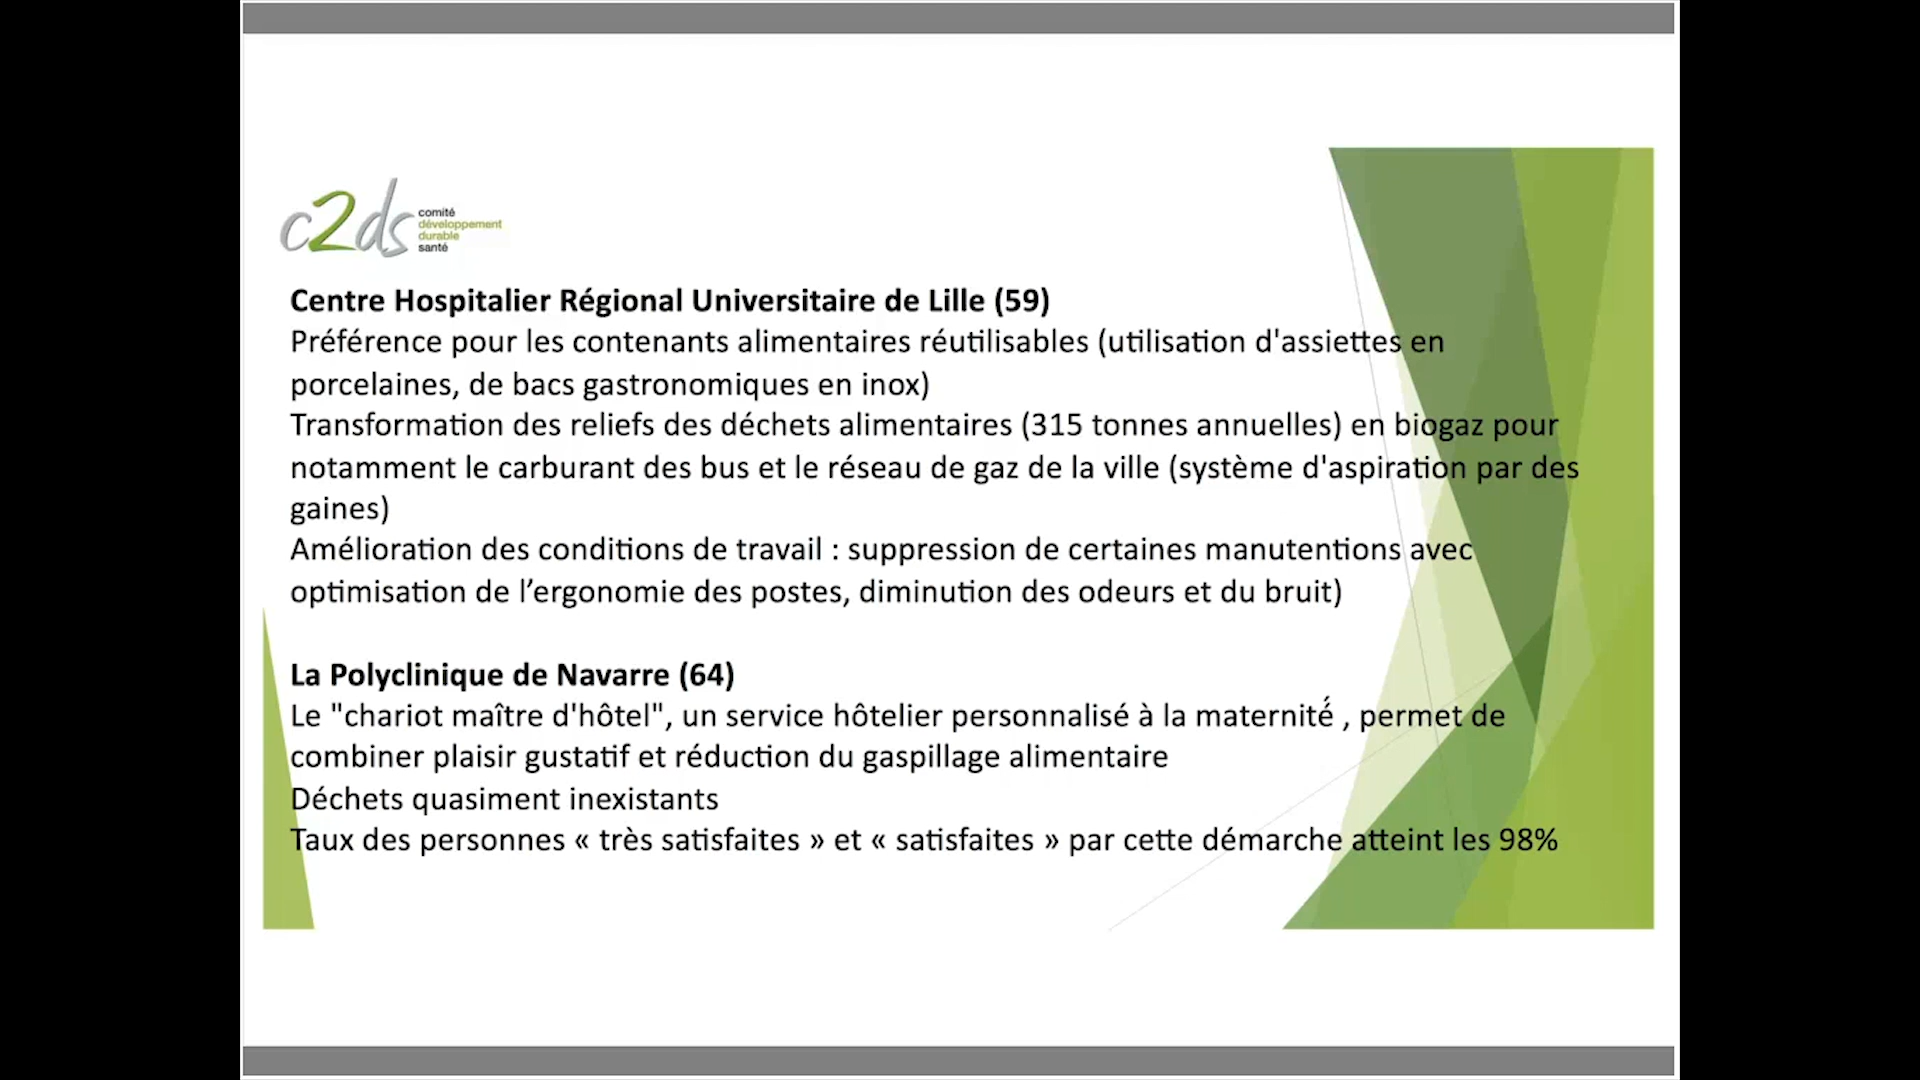 c2ds
comité
développement
durable
santé
Centre Hospitalier Régional Universitaire de Lille (59)
Préférence pour les contenants alimentaires réutilisables (utilisation d'assiettes en
porcelaines, de bacs gastronomiques en inox)
Transformation des reliefs des déchets alimentaires (315 tonnes annuelles) en biogaz pour
notamment le carburant des bus et le réseau de gaz de la ville (système d'aspiration par des
gaines)
Amélioration des conditions de travail : suppression de certaines manutentions avec
optimisation de l’ergonomie des postes, diminution des odeurs et du bruit)
La Polyclinique de Navarre (64)
Le "chariot maître d'hôtel", un service hôtelier personnalisé à la maternité́ , permet de
combiner plaisir gustatif et réduction du gaspillage alimentaire
Déchets quasiment inexistants
Taux des personnes « très satisfaites » et « satisfaites » par cette démarche atteint les 98%